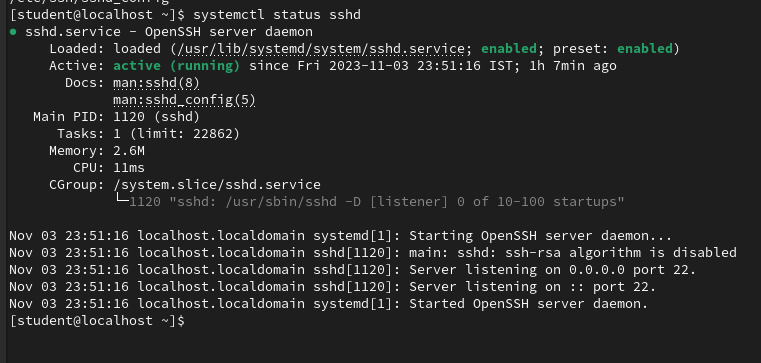 /etc/ssh/sshd_config
[student@localhost ~]$ systemctl status sshd
● sshd.service - OpenSSH server daemon
     Loaded: loaded (/usr/lib/systemd/system/sshd.service; enabled; preset: enabled)
     Active: active (running) since Fri 2023-11-03 23:51:16 IST; 1h 7min ago
       Docs: man:sshd(8)
             man:sshd_config(5)
   Main PID: 1120 (sshd)
      Tasks: 1 (limit: 22862)
     Memory: 2.6M
        CPU: 11ms
     CGroup: /system.slice/sshd.service
             └─1120 "sshd: /usr/sbin/sshd -D [listener] 0 of 10-100 startups"
Nov 03 23:51:16 localhost.localdomain systemd[1]: Starting OpenSSH server daemon...
Nov 03 23:51:16 localhost.localdomain sshd[1120]: main: sshd: ssh-rsa algorithm is disabled
Nov 03 23:51:16 localhost.localdomain sshd[1120]: Server listening on 0.0.0.0 port 22.
Nov 03 23:51:16 localhost.localdomain sshd[1120]: Server listening on :: port 22.
Nov 03 23:51:16 localhost.localdomain systemd[1]: Started OpenSSH server daemon.
[student@localhost ~]$